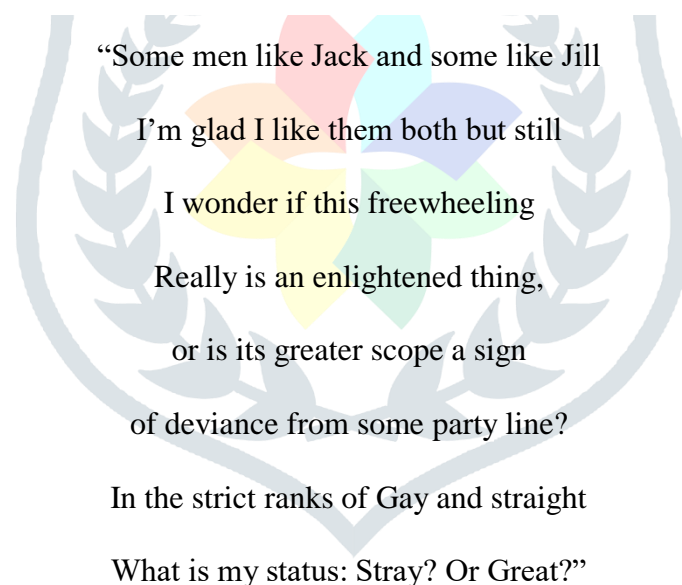 “Some men like Jack and some like Jill
I’m glad I like them both but still
I wonder if this freewheeling
Really is an enlightened thing,
or is its greater scope a sign
of deviance from some party line?
In the strict ranks of Gay and straight
What is my status: Stray? Or Great?”